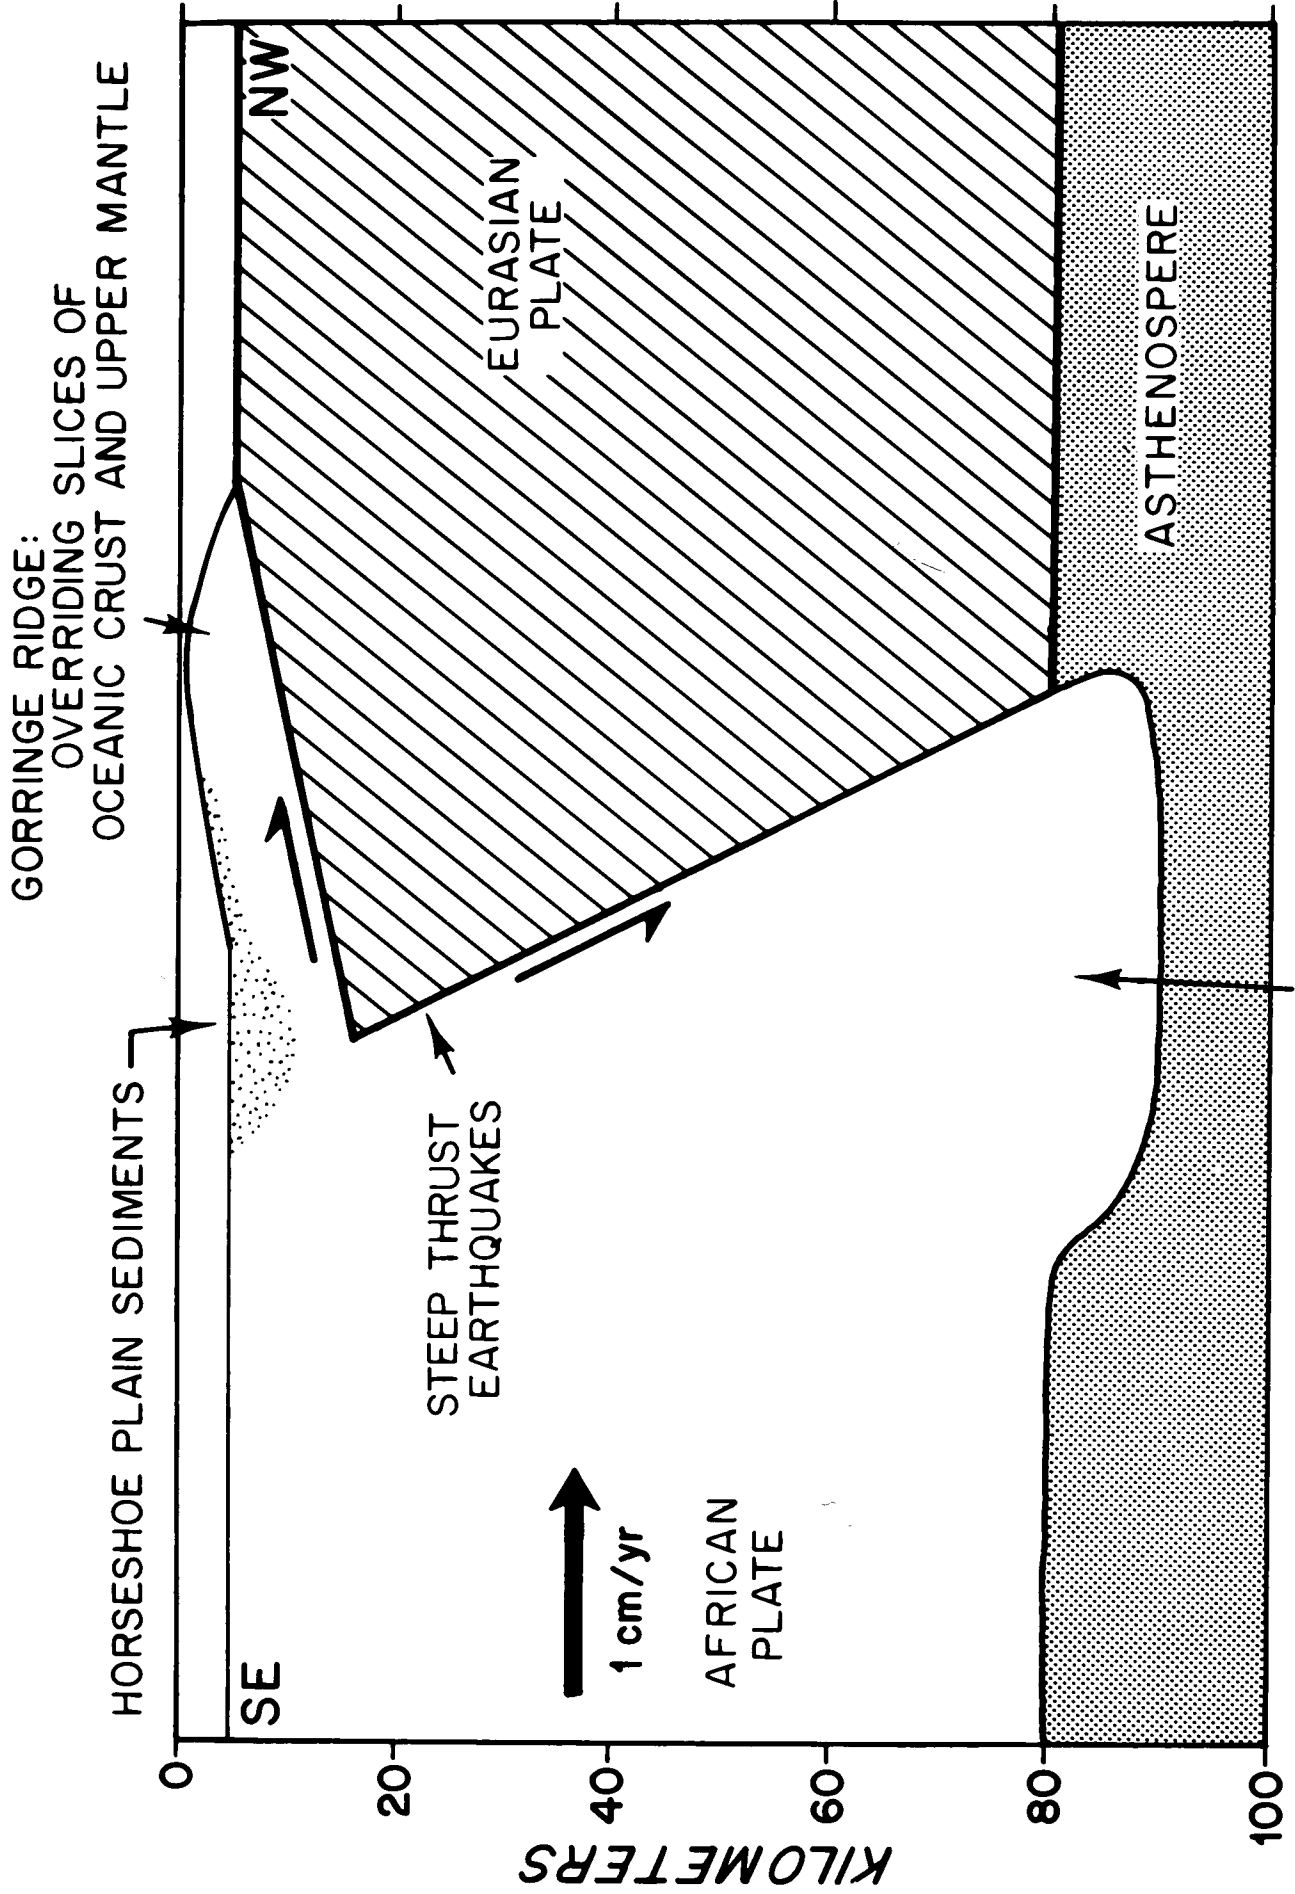 GORRINGE RIDGE:
OVERRIDING SLICES OF
OCEANIC CRUST AND UPPER MANTLE
HORSESHOE PLAIN SEDIMENTS
SE
NW
STEEP THRUST
EARTHQUAKES
EURASIAN
PLATE
1 cm/yr
AFRICAN
PLATE
ASTHENOSPERE
0
20
40
60
80
100
KILOMETERS